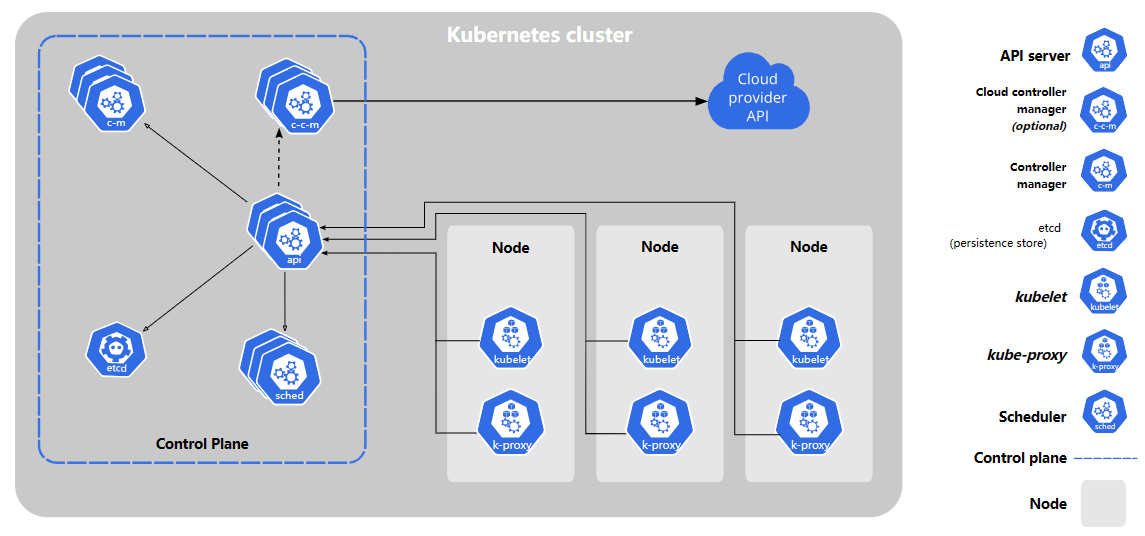 Kubernetes cluster
c-m
c-c-m
Cloud
provider
API
api
etcd
sched
Control Plane
Node
kubelet
k-proxy
Node
kubelet
k-proxy
Node
kubelet
k-proxy
API server
api
Cloud controller
manager
(optional)
c-c-m
Controller
manager
c-m
etcd
(persistence store)
etcd
kubelet
kubelet
kube-proxy
k-proxy
Scheduler
sched
Control plane
Node